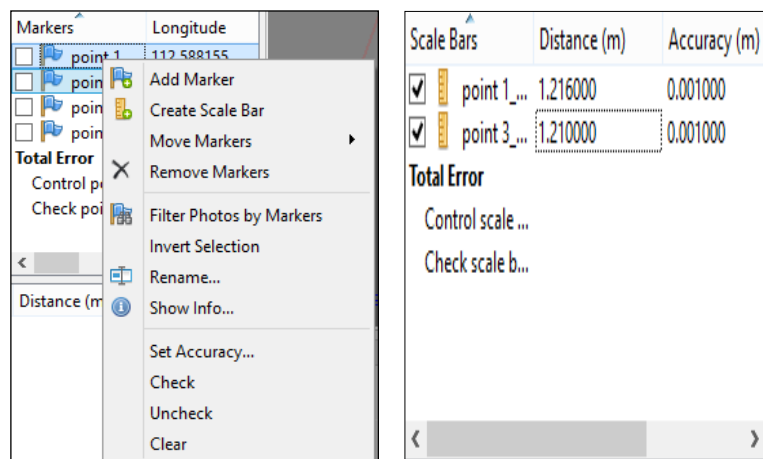 Markers Longitude
point 1 112.588155
poin
poin
poin
Total Error
Control p
Check poi
Distance (m
Add Marker
Create Scale Bar
Move Markers
Remove Markers
Filter Photos by Markers
Invert Selection
Rename...
Show Info...
Set Accuracy...
Check
Uncheck
Clear
Scale Bars Distance (m) Accuracy (m)
point 1_... 1.216000 0.001000
point 3_... 1.210000 0.001000
Total Error
Control scale ...
Check scale b...